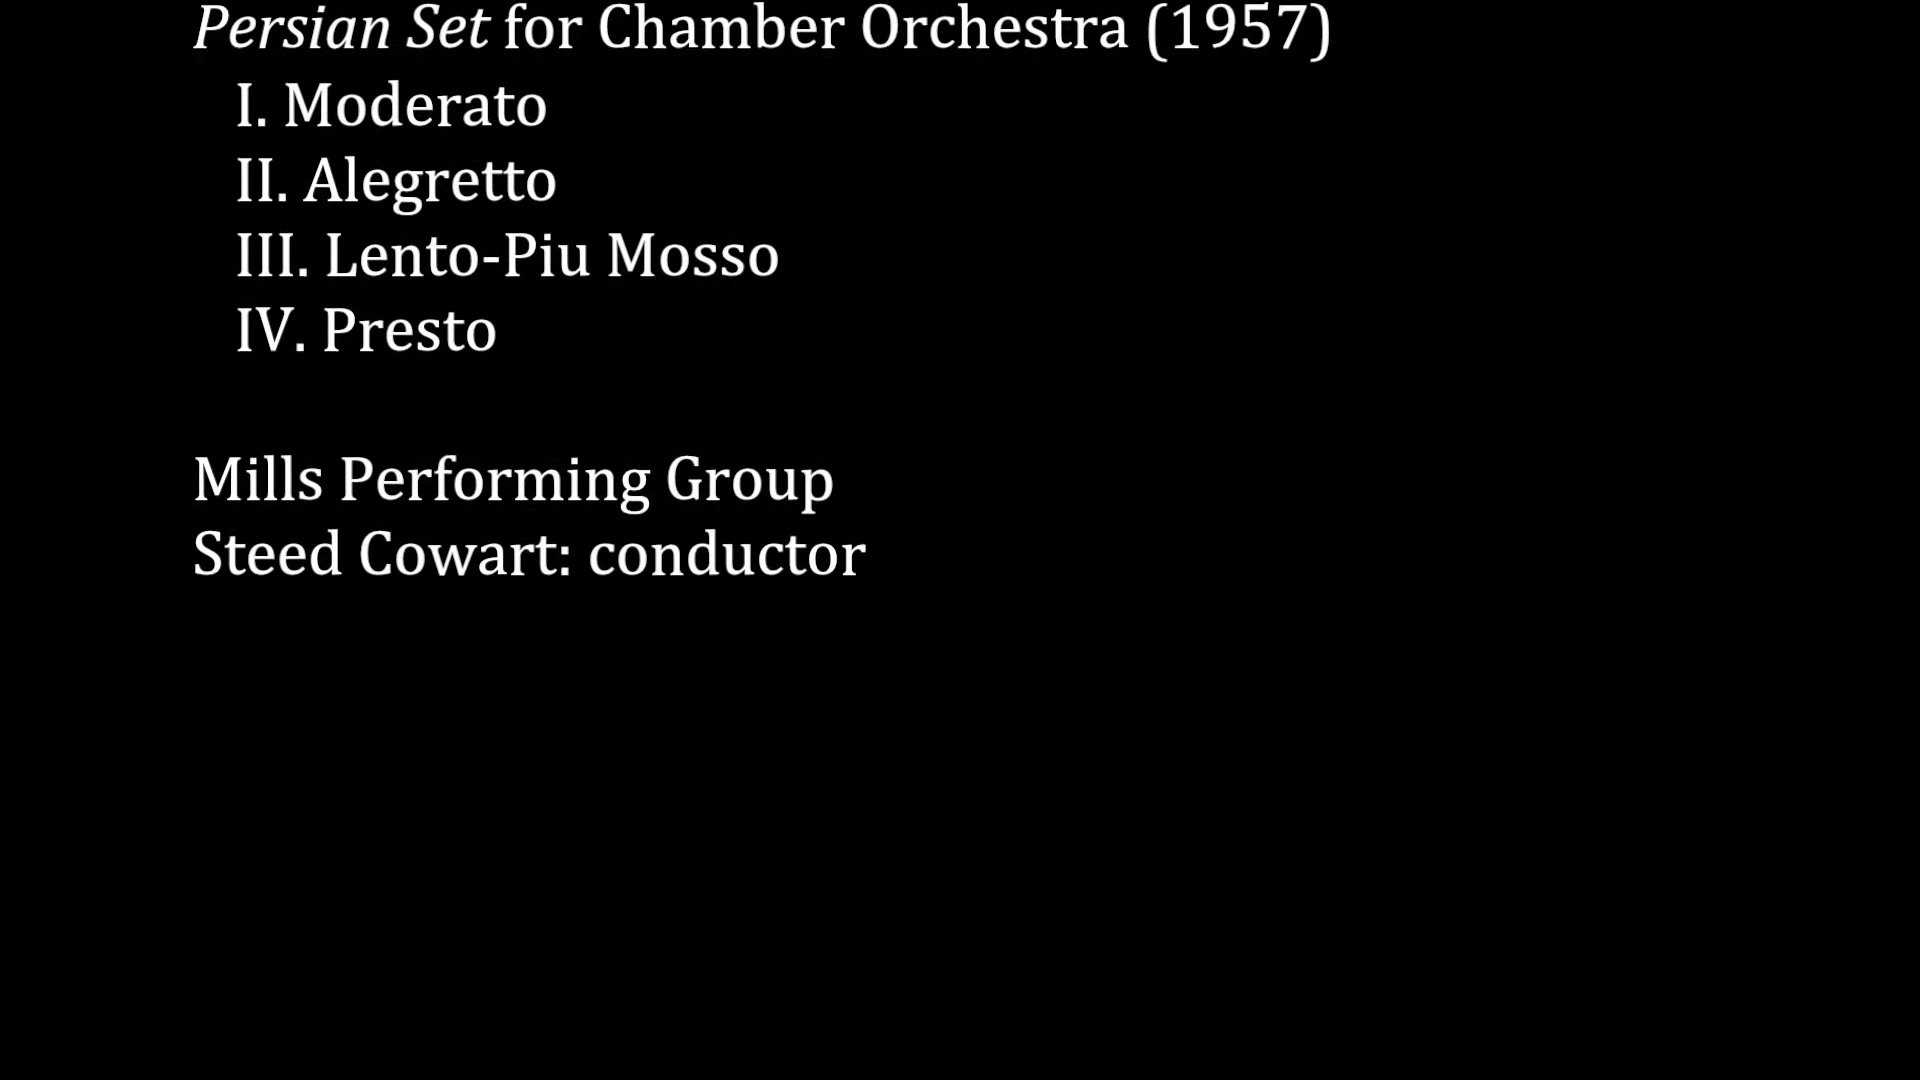 Persian Set for Chamber Orchestra (1957)
I. Moderato
II. Alegretto
III. Lento-Piu Mosso
IV. Presto
Mills Performing Group
Steed Cowart: conductor